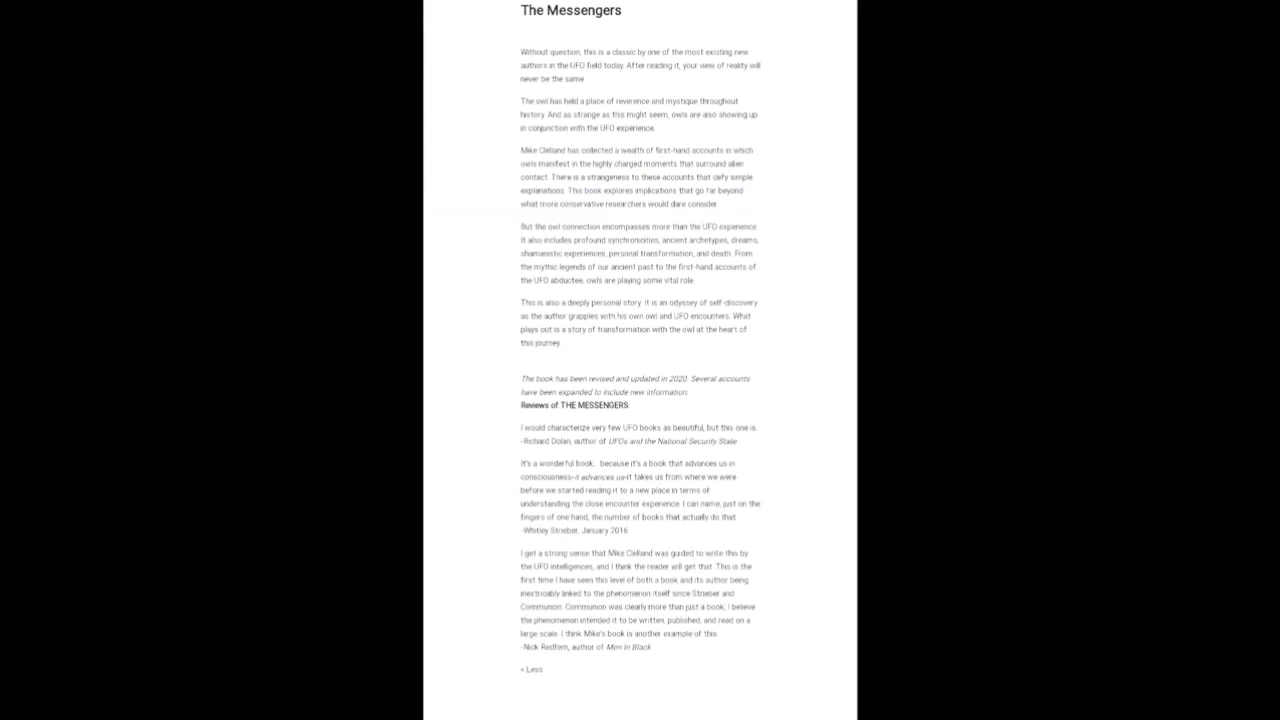 The Messengers
Without question, this is a classic by one of the most exciting new
authors in the UFO field today. After reading it, your view of reality will
never be the same.
The owl has held a place of reverence and mystique throughout
history. And as strange as this might seem, owls are also showing up
in conjunction with the UFO experience.
Mike Clelland has collected a wealth of first-hand accounts in which
owls manifest in the highly charged moments that surround alien
contact. There is a strangeness to these accounts that defy simple
explanations. This book explores implications that go far beyond
what more conservative researchers would dare consider.
But the owl connection encompasses more than the UFO experience.
It also includes profound synchronicities, ancient archetypes, dreams,
shamanistic experiences, personal transformation, and death. From
the mythic legends of our ancient past to the first-hand accounts of
the UFO abductee, owls are playing some vital role.
This is also a deeply personal story. It is an odyssey of self-discovery
as the author grapples with his own owl and UFO encounters. What
plays out is a story of transformation with the owl at the heart of
this journey.
The book has been revised and updated in 2020. Several accounts
have been expanded to include new information.
Reviews of THE MESSENGERS:
I would characterize very few UFO books as beautiful, but this one is.
-Richard Dolan, author of UFOs and the National Security State
It's a wonderful book... because it's a book that advances us in
consciousness-it advances us-it takes us from where we were
before we started reading it to a new place in terms of
understanding the close encounter experience. I can name, just on the
fingers of one hand, the number of books that actually do that.
-Whitley Strieber, January 2016
I get a strong sense that Mike Clelland was guided to write this by
the UFO intelligences, and I think the reader will get that. This is the
first time I have seen this level of both a book and its author being
inextricably linked to the phenomenon itself since Strieber and
Communion. Communion was clearly more than just a book; I believe
the phenomenon intended it to be written, published, and read on a
large scale. I think Mike's book is another example of this.
-Nick Redfern, author of Men In Black
« Less